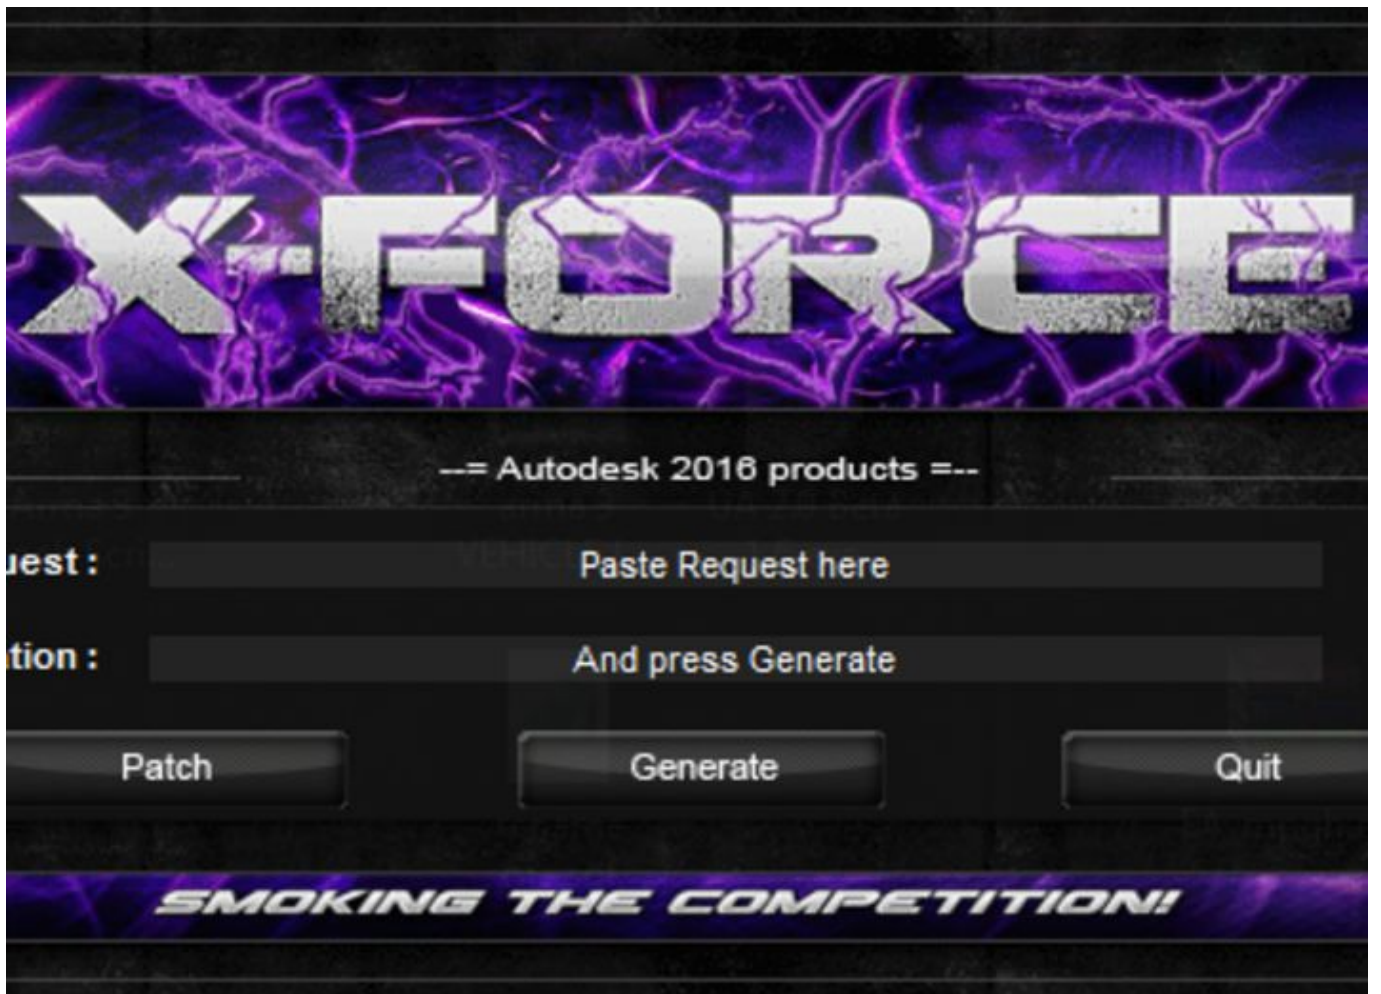 X-FORCE
--= Autodesk 2016 products =--
uest :
Paste Request here
tion :
And press Generate
Patch
Generate
Quit
SMOKING THE COMPETITION!